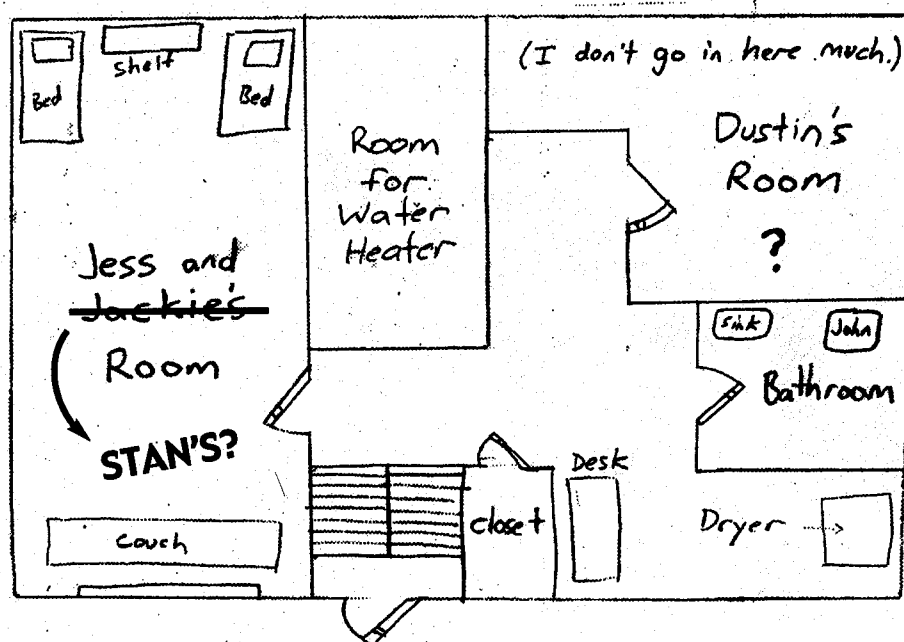 (I don't go in here much.)
Shelf
Bed
Bed
Dustin's
Room
?
Room
for
Water
Heater
Jess and
Jackie's
Room
STAN'S?
Sink
John
Bathroom
Desk
closet
Dryer
couch